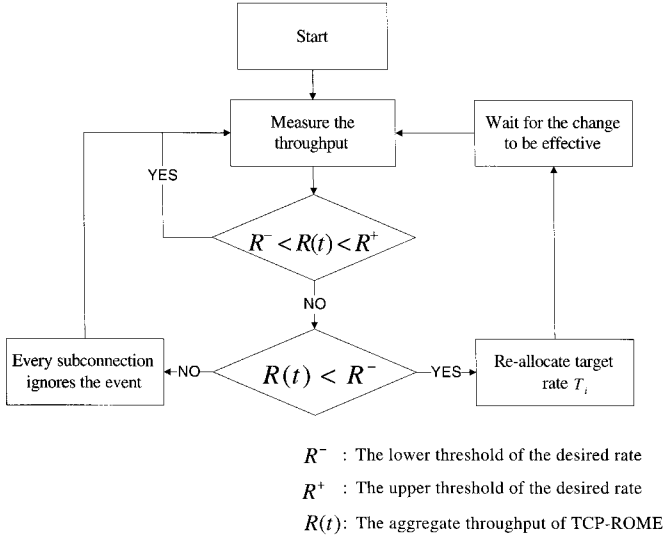 Start
Measure the
throughput
Wait for the change
to be effective
YES
R⁻ < R(t) < R⁺
NO
Every subconnection
ignores the event
NO
R(t) < R⁻
YES
Re-allocate target
rate Tᵢ
R⁻ : The lower threshold of the desired rate
R⁺ : The upper threshold of the desired rate
R(t): The aggregate throughput of TCP-ROME